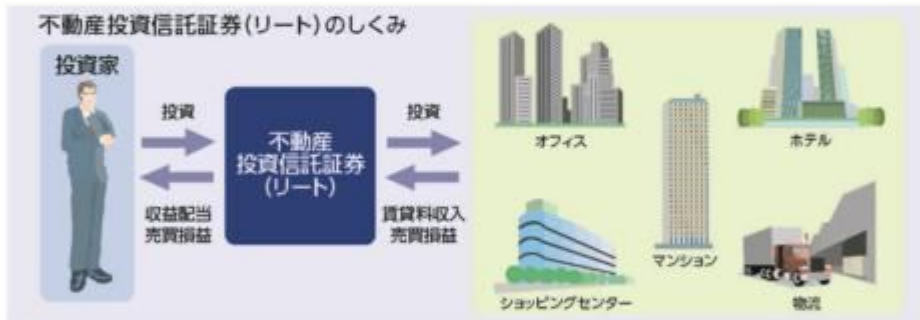 不動産投資信託証券(リート)のしくみ
投資家
投資
収益配当
売買損益
不動産
投資信託証券
(リート)
投資
賃貸料収入
売買損益
オフィス
ホテル
マンション
ショッピングセンター
物流